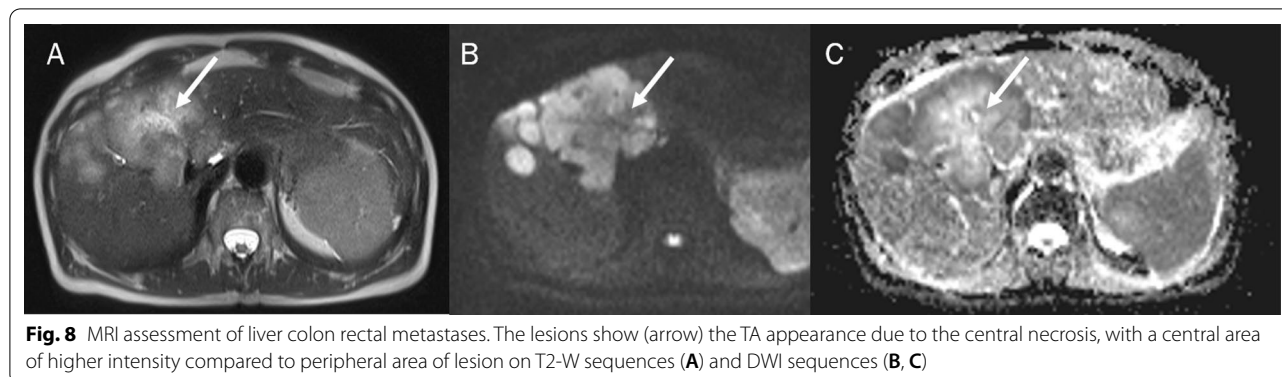 A
B
C
Fig. 8 MRI assessment of liver colon rectal metastases. The lesions show (arrow) the TA appearance due to the central necrosis, with a central area
of higher intensity compared to peripheral area of lesion on T2-W sequences (A) and DWI sequences (B, C)